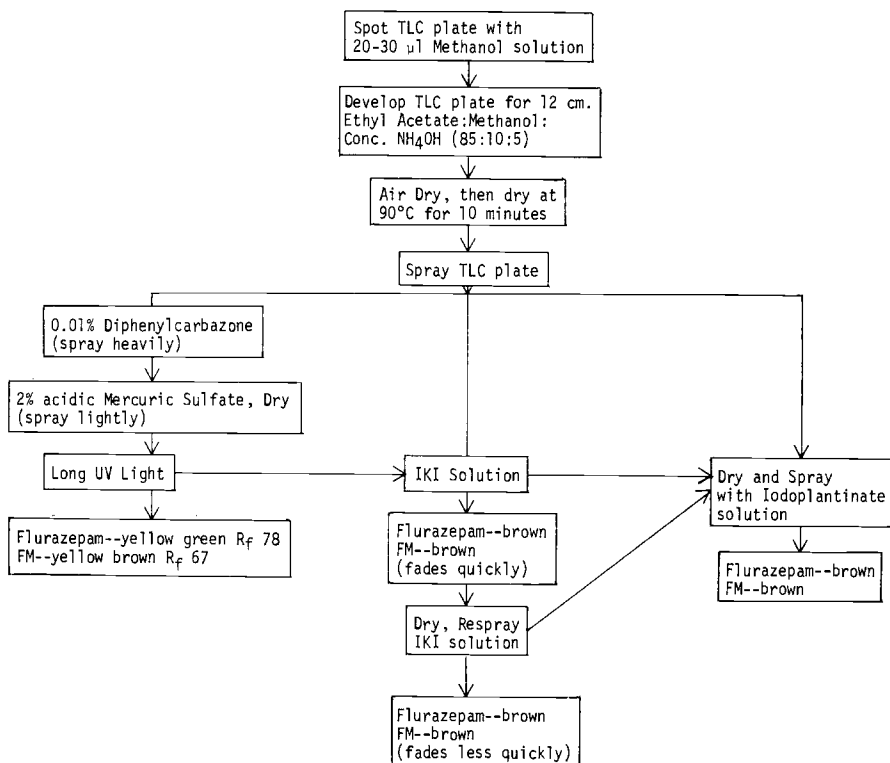 Spot TLC plate with
20-30 µl Methanol solution
Develop TLC plate for 12 cm.
Ethyl Acetate:Methanol:
Conc. NH4OH (85:10:5)
Air Dry, then dry at
90°C for 10 minutes
Spray TLC plate
0.01% Diphenylcarbazone
(spray heavily)
2% acidic Mercuric Sulfate, Dry
(spray lightly)
Long UV Light
Flurazepam--yellow green Rf 78
FM--yellow brown Rf 67
IKI Solution
Flurazepam--brown
FM--brown
(fades quickly)
Dry, Respray
IKI solution
Flurazepam--brown
FM--brown
(fades less quickly)
Dry and Spray
with Iodoplantinate
solution
Flurazepam--brown
FM--brown